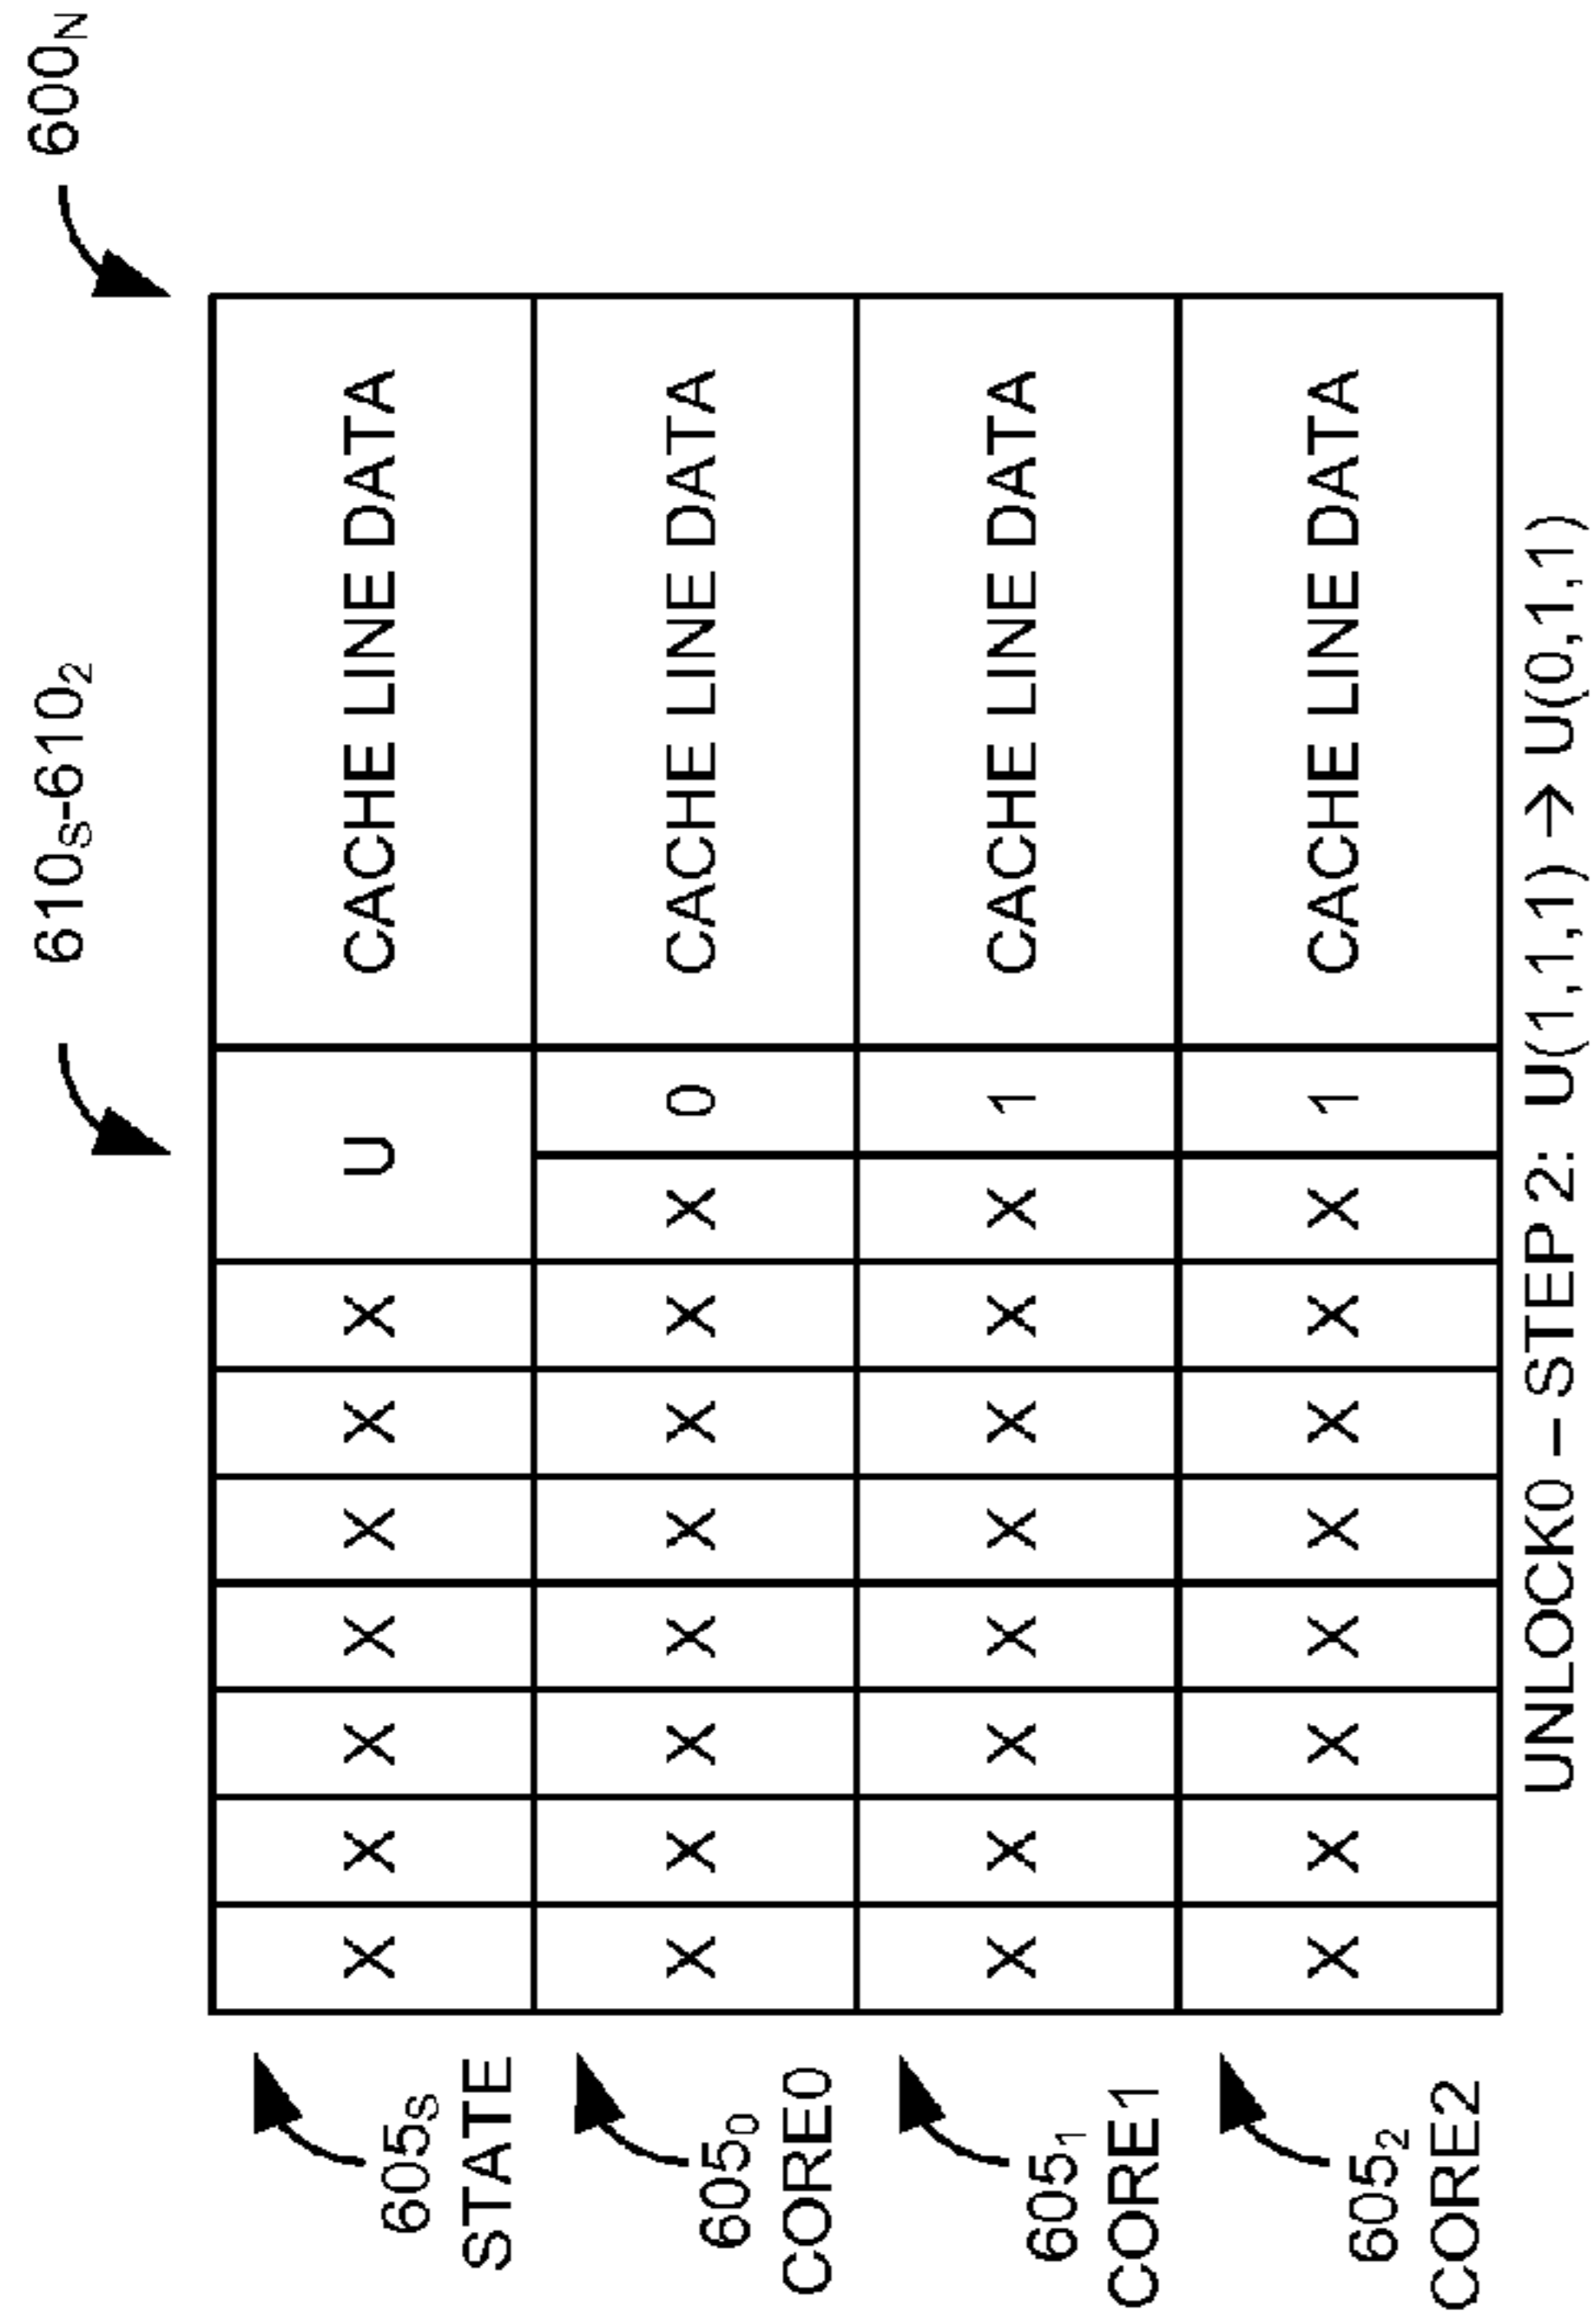 610S-6102 600N
605S STATE X X X X X X X U CACHE LINE DATA
6050 CORE0 X X X X X X X X 0 CACHE LINE DATA
6051 CORE1 X X X X X X X X 1 CACHE LINE DATA
6052 CORE2 X X X X X X X X 1 CACHE LINE DATA
UNLOCK0 – STEP 2: U(1,1,1) → U(0,1,1)